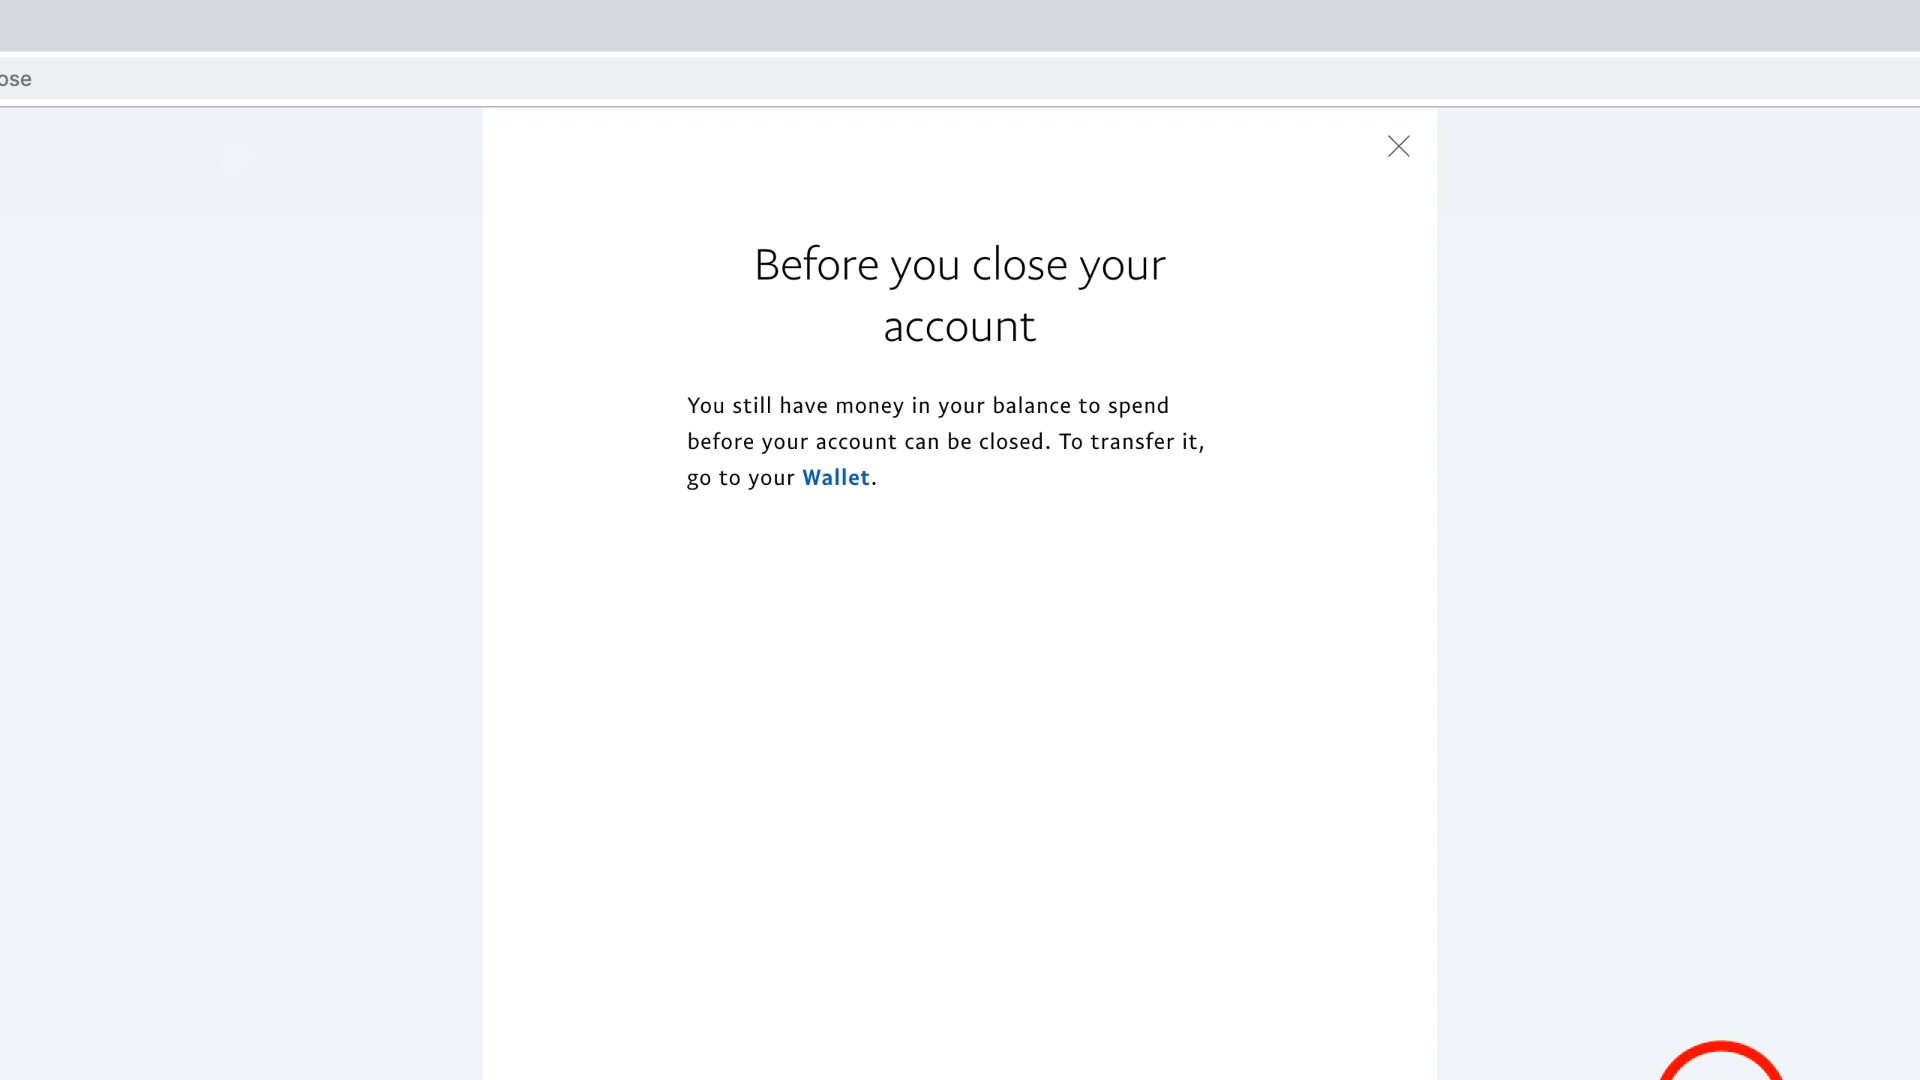 ose
Before you close your
account
You still have money in your balance to spend
before your account can be closed. To transfer it,
go to your Wallet.